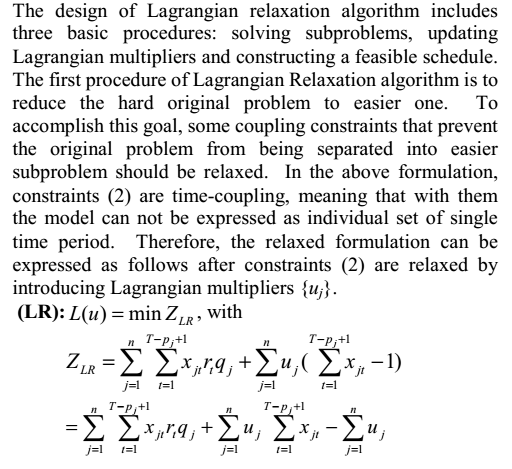 The design of Lagrangian relaxation algorithm includes
three basic procedures: solving subproblems, updating
Lagrangian multipliers and constructing a feasible schedule.
The first procedure of Lagrangian Relaxation algorithm is to
reduce the hard original problem to easier one. To
accomplish this goal, some coupling constraints that prevent
the original problem from being separated into easier
subproblem should be relaxed. In the above formulation,
constraints (2) are time-coupling, meaning that with them
the model can not be expressed as individual set of single
time period. Therefore, the relaxed formulation can be
expressed as follows after constraints (2) are relaxed by
introducing Lagrangian multipliers {u_j}.
(LR): L(u) = min Z_{LR}, with
Z_{LR} = \sum_{j=1}^{n} \sum_{t=1}^{T-p_j+1} x_{jt} r_t q_j + \sum_{j=1}^{n} u_j ( \sum_{t=1}^{T-p_j+1} x_{jt} - 1)
= \sum_{j=1}^{n} \sum_{t=1}^{T-p_j+1} x_{jt} r_t q_j + \sum_{j=1}^{n} u_j \sum_{t=1}^{T-p_j+1} x_{jt} - \sum_{j=1}^{n} u_j